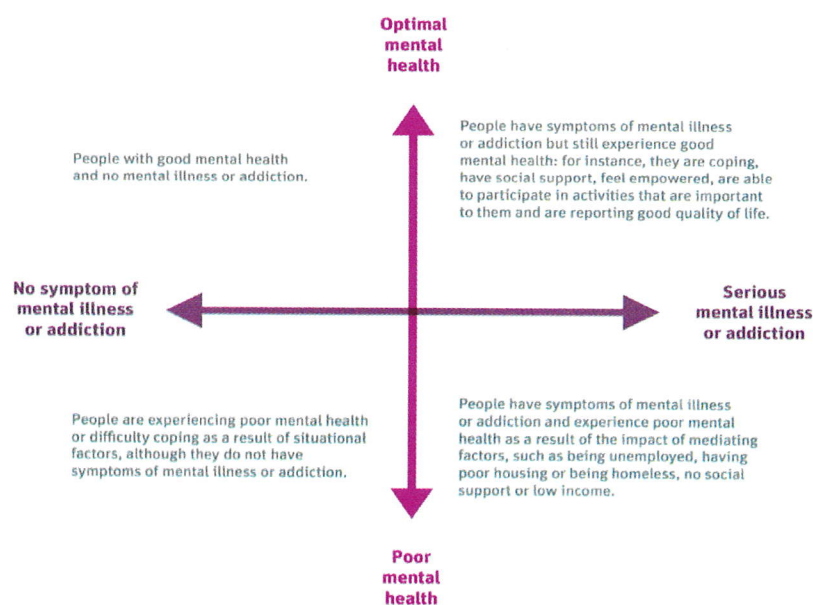 Optimal
mental
health
People with good mental health
and no mental illness or addiction.
People have symptoms of mental illness
or addiction but still experience good
mental health: for instance, they are coping,
have social support, feel empowered, are able
to participate in activities that are important
to them and are reporting good quality of life.
No symptom of
mental illness
or addiction
Serious
mental illness
or addiction
People are experiencing poor mental health
or difficulty coping as a result of situational
factors, although they do not have
symptoms of mental illness or addiction.
People have symptoms of mental illness
or addiction and experience poor mental
health as a result of the impact of mediating
factors, such as being unemployed, having
poor housing or being homeless, no social
support or low income.
Poor
mental
health